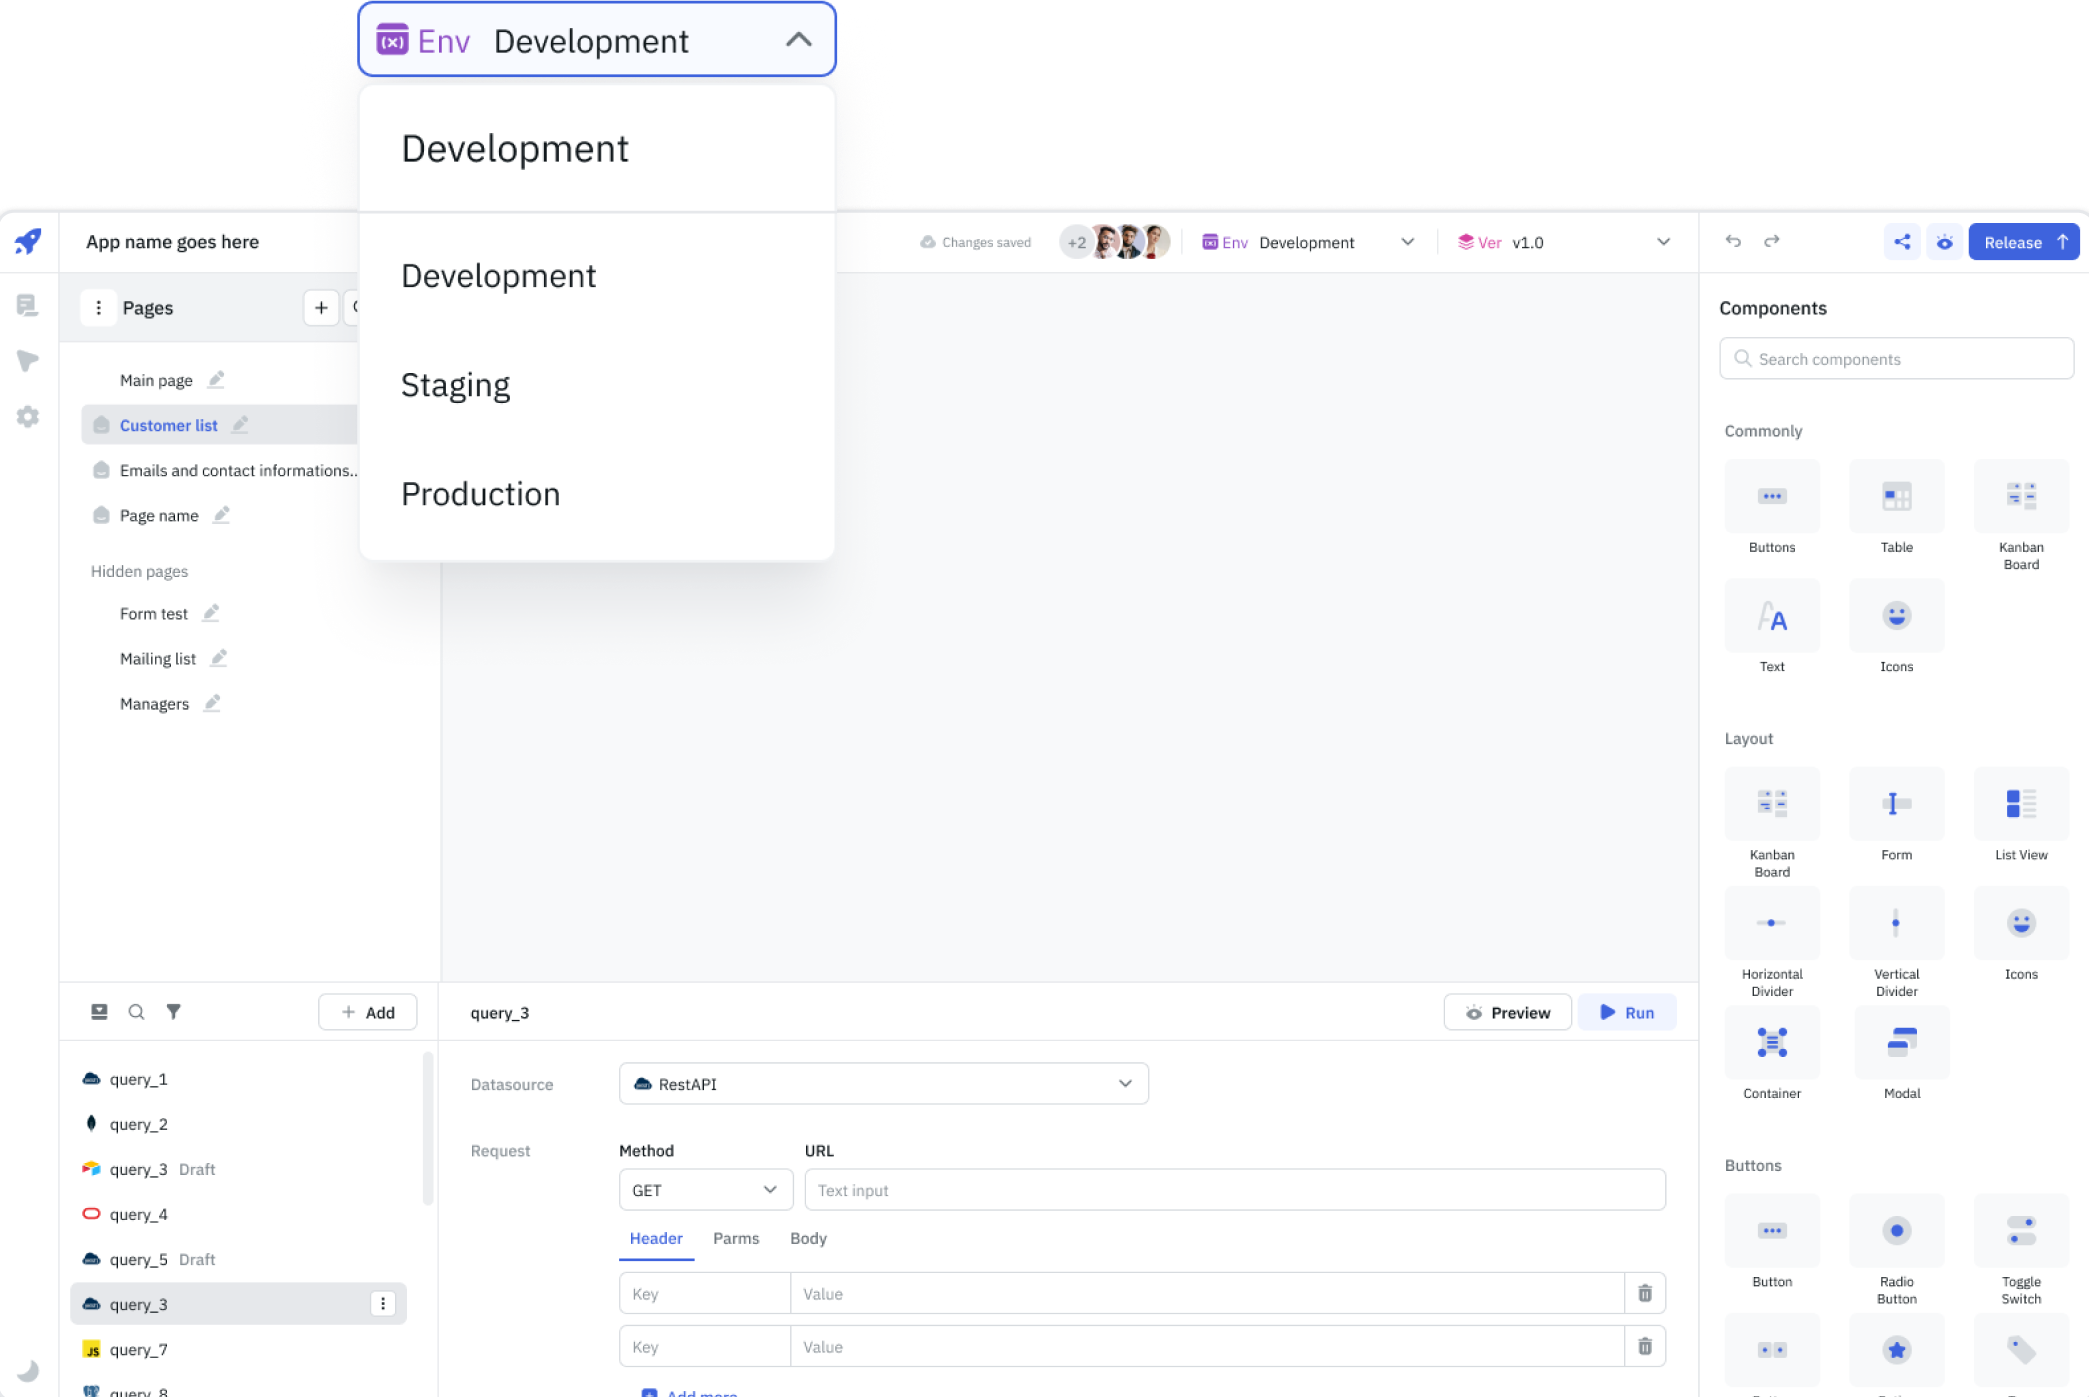 Env Development
Development
Development
Staging
Production
App name goes here
Changes saved
+2
Env Development
Ver v1.0
Release
Pages
Main page
Customer list
Emails and contact informations..
Page name
Hidden pages
Form test
Mailing list
Managers
Components
Search components
Commonly
Buttons
Table
Kanban
Board
Text
Icons
Layout
Kanban
Board
Form
List View
Horizontal
Divider
Vertical
Divider
Icons
Container
Modal
Buttons
Button
Radio
Button
Toggle
Switch
Add
query_1
query_2
query_3 Draft
query_4
query_5 Draft
query_3
JS query_7
query_8
query_3
Preview
Run
Datasource
RestAPI
Request
Method
URL
GET
Text input
Header
Parms
Body
Key
Value
Key
Value
Add more